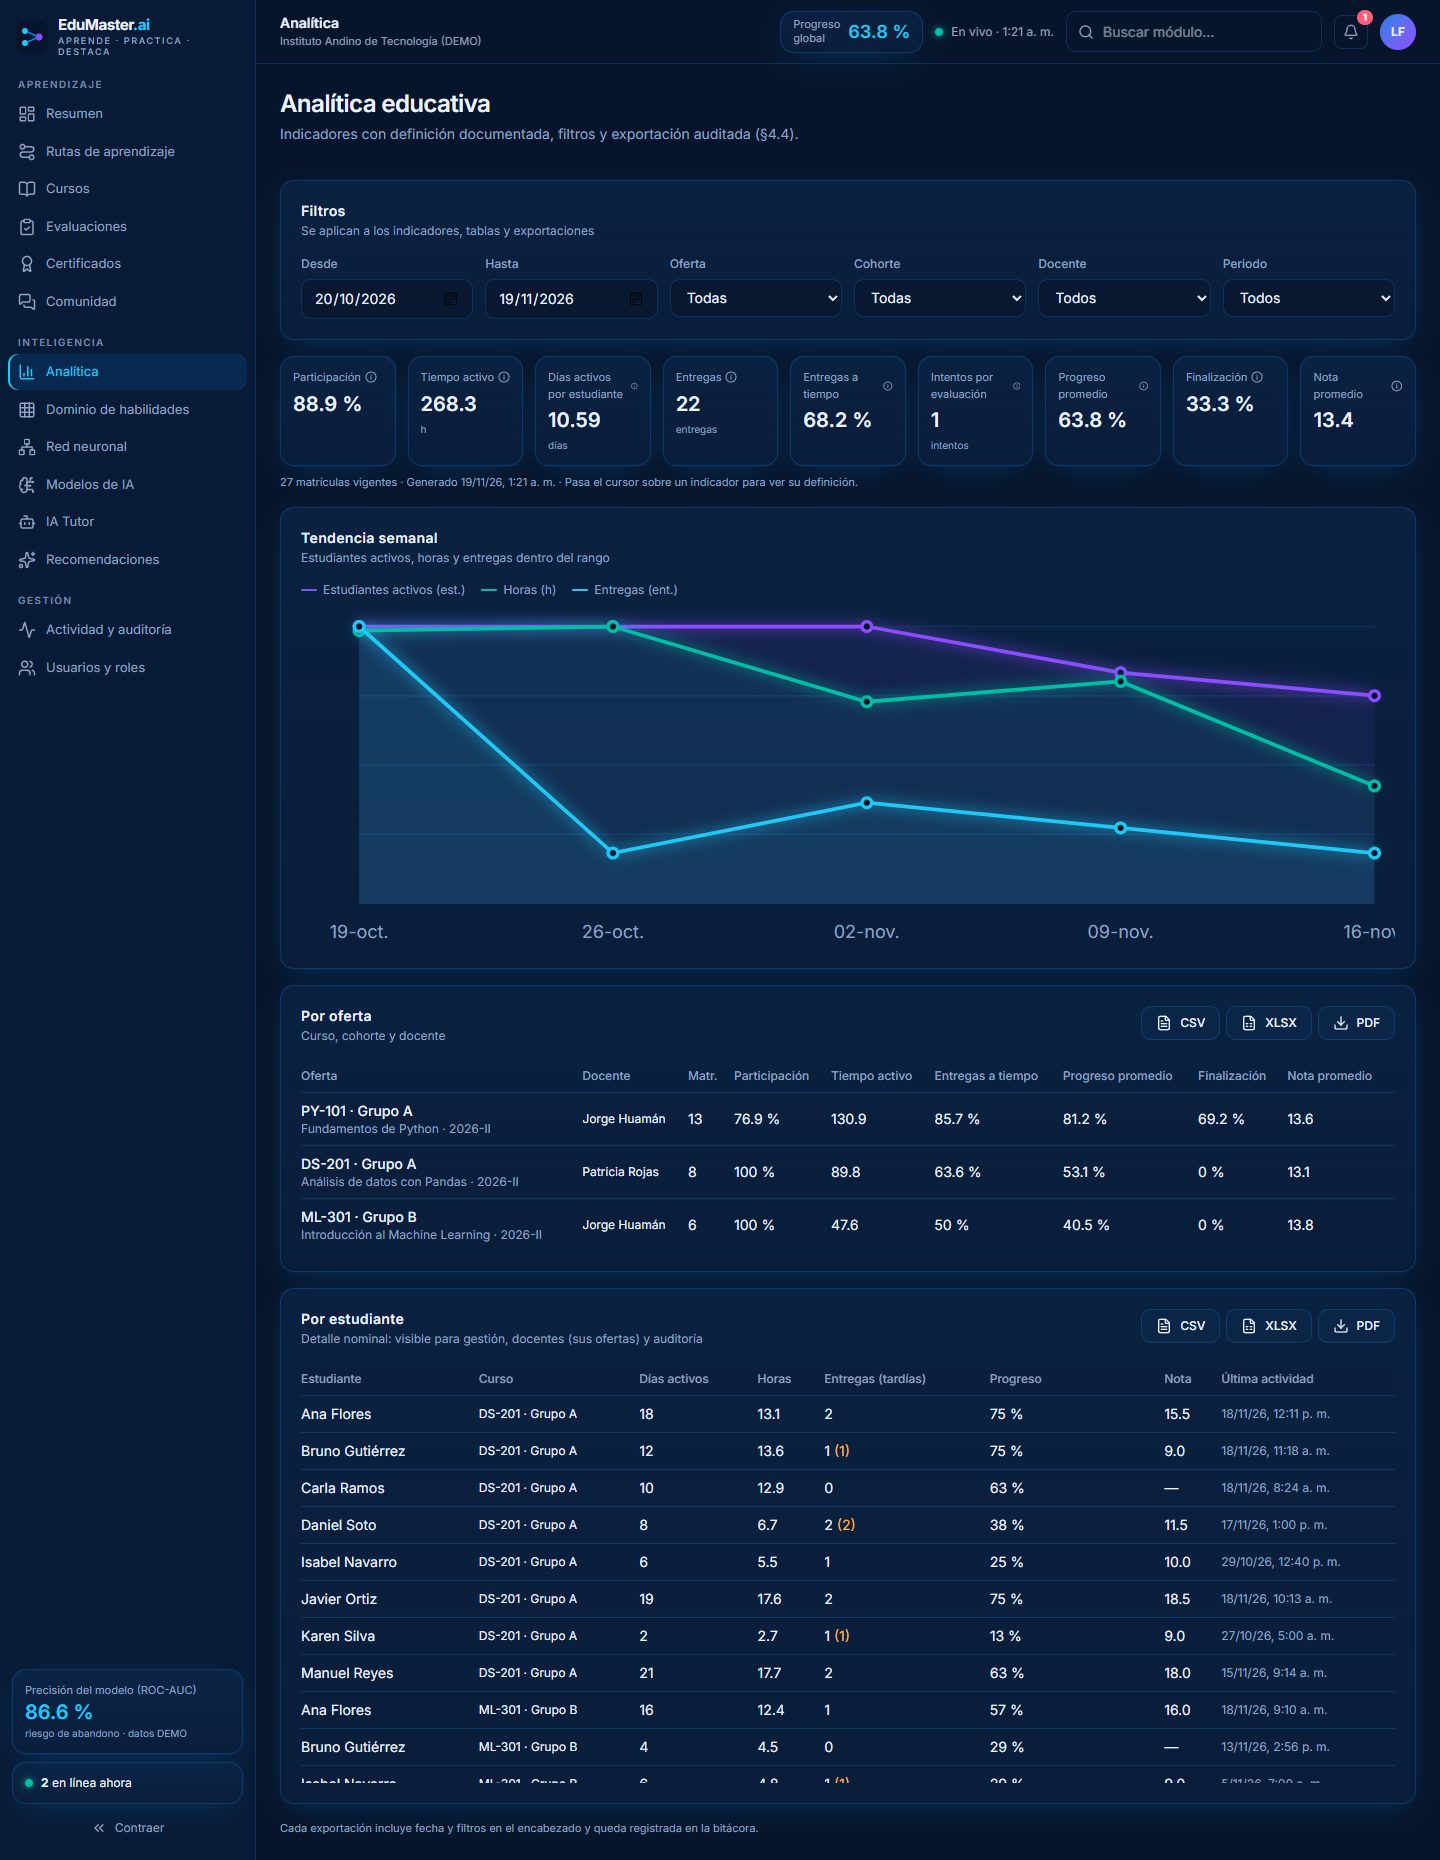 EduMaster.ai
APRENDE · PRACTICA ·
DESTACA
APRENDIZAJE
Resumen
Rutas de aprendizaje
Cursos
Evaluaciones
Certificados
Comunidad
INTELIGENCIA
Analítica
Dominio de habilidades
Red neuronal
Modelos de IA
IA Tutor
Recomendaciones
GESTIÓN
Actividad y auditoría
Usuarios y roles
Precisión del modelo (ROC-AUC)
86.6 %
riesgo de abandono · datos DEMO
2 en línea ahora
Contraer
Analítica
Instituto Andino de Tecnología (DEMO)
Progreso
global
63.8 %
En vivo · 1:21 a. m.
Buscar módulo...
1
LF
Analítica educativa
Indicadores con definición documentada, filtros y exportación auditada (§4.4).
Filtros
Se aplican a los indicadores, tablas y exportaciones
Desde Hasta Oferta Cohorte Docente Periodo
20/10/2026 19/11/2026 Todas Todas Todos Todos
Participación
88.9 %
Tiempo activo
268.3
h
Días activos
por estudiante
10.59
días
Entregas
22
entregas
Entregas a
tiempo
68.2 %
Intentos por
evaluación
1
intentos
Progreso
promedio
63.8 %
Finalización
33.3 %
Nota
promedio
13.4
27 matrículas vigentes · Generado 19/11/26, 1:21 a. m. · Pasa el cursor sobre un indicador para ver su definición.
Tendencia semanal
Estudiantes activos, horas y entregas dentro del rango
Estudiantes activos (est.) Horas (h) Entregas (ent.)
19-oct. 26-oct. 02-nov. 09-nov. 16-nov
Por oferta
Curso, cohorte y docente
CSV XLSX PDF
Oferta Docente Matr. Participación Tiempo activo Entregas a tiempo Progreso promedio Finalización Nota promedio
PY-101 · Grupo A
Fundamentos de Python · 2026-II
Jorge Huamán 13 76.9 % 130.9 85.7 % 81.2 % 69.2 % 13.6
DS-201 · Grupo A
Análisis de datos con Pandas · 2026-II
Patricia Rojas 8 100 % 89.8 63.6 % 53.1 % 0 % 13.1
ML-301 · Grupo B
Introducción al Machine Learning · 2026-II
Jorge Huamán 6 100 % 47.6 50 % 40.5 % 0 % 13.8
Por estudiante
Detalle nominal: visible para gestión, docentes (sus ofertas) y auditoría
CSV XLSX PDF
Estudiante Curso Días activos Horas Entregas (tardías) Progreso Nota Última actividad
Ana Flores DS-201 · Grupo A 18 13.1 2 75 % 15.5 18/11/26, 12:11 p. m.
Bruno Gutiérrez DS-201 · Grupo A 12 13.6 1 (1) 75 % 9.0 18/11/26, 11:18 a. m.
Carla Ramos DS-201 · Grupo A 10 12.9 0 63 % — 18/11/26, 8:24 a. m.
Daniel Soto DS-201 · Grupo A 8 6.7 2 (2) 38 % 11.5 17/11/26, 1:00 p. m.
Isabel Navarro DS-201 · Grupo A 6 5.5 1 25 % 10.0 29/10/26, 12:40 p. m.
Javier Ortiz DS-201 · Grupo A 19 17.6 2 75 % 18.5 18/11/26, 10:13 a. m.
Karen Silva DS-201 · Grupo A 2 2.7 1 (1) 13 % 9.0 27/10/26, 5:00 a. m.
Manuel Reyes DS-201 · Grupo A 21 17.7 2 63 % 18.0 15/11/26, 9:14 a. m.
Ana Flores ML-301 · Grupo B 16 12.4 1 57 % 16.0 18/11/26, 9:10 a. m.
Bruno Gutiérrez ML-301 · Grupo B 4 4.5 0 29 % — 13/11/26, 2:56 p. m.
Isabel Navarro ML-301 · Grupo B
Cada exportación incluye fecha y filtros en el encabezado y queda registrada en la bitácora.